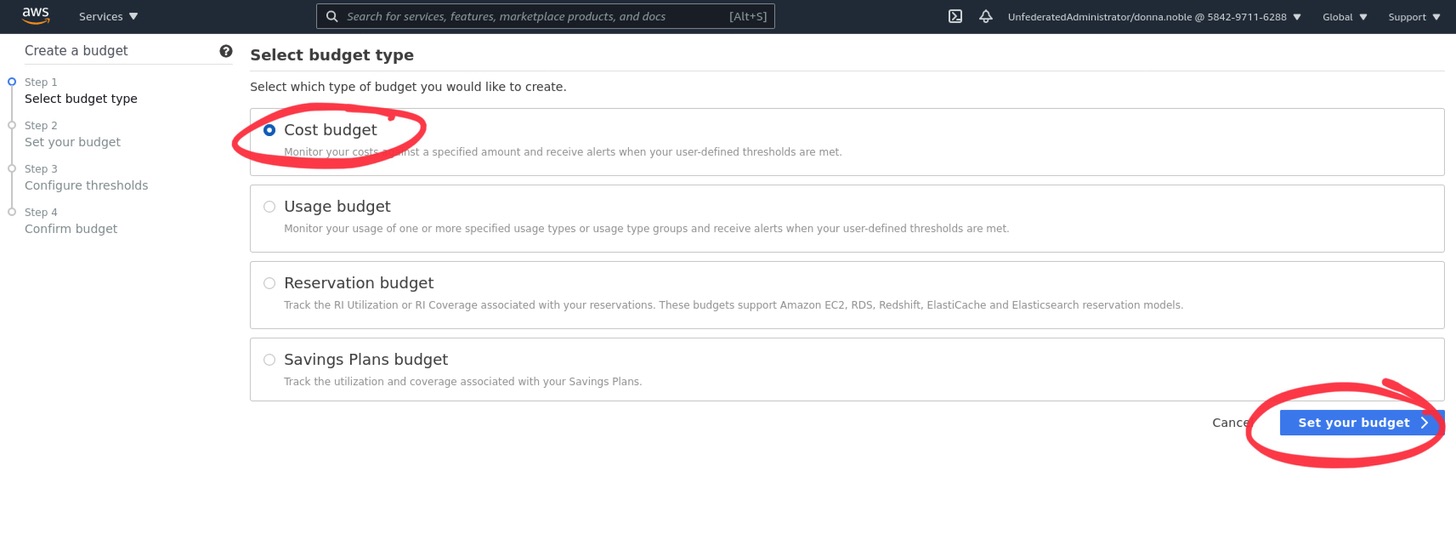 aws
Services
Search for services, features, marketplace products, and docs [Alt+S]
UnfederatedAdministrator/donna.noble @ 5842-9711-6288
Global
Support
Create a budget
Step 1
Select budget type
Step 2
Set your budget
Step 3
Configure thresholds
Step 4
Confirm budget
Select budget type
Select which type of budget you would like to create.
Cost budget
Monitor your costs against a specified amount and receive alerts when your user-defined thresholds are met.
Usage budget
Monitor your usage of one or more specified usage types or usage type groups and receive alerts when your user-defined thresholds are met.
Reservation budget
Track the RI Utilization or RI Coverage associated with your reservations. These budgets support Amazon EC2, RDS, Redshift, ElastiCache and Elasticsearch reservation models.
Savings Plans budget
Track the utilization and coverage associated with your Savings Plans.
Cancel
Set your budget